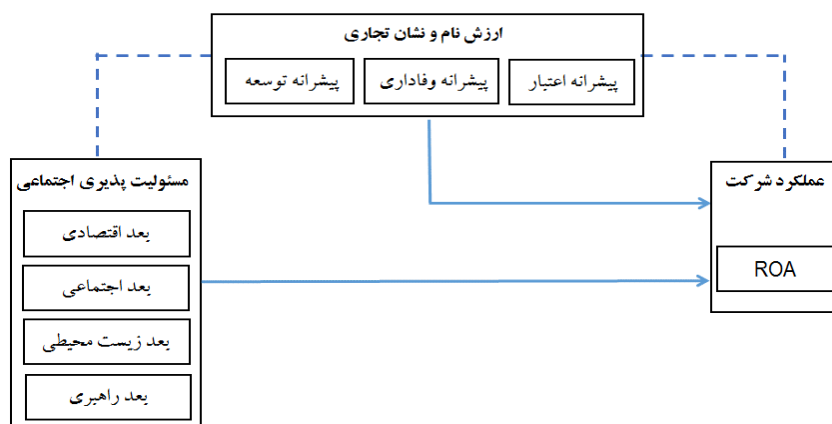 ارزش نام و نشان تجاری
پیشرانه اعتبار
پیشرانه وفاداری
پیشرانه توسعه
مسئولیت پذیری اجتماعی
بعد اقتصادی
بعد اجتماعی
بعد زیست محیطی
بعد راهبری
عملکرد شرکت
ROA